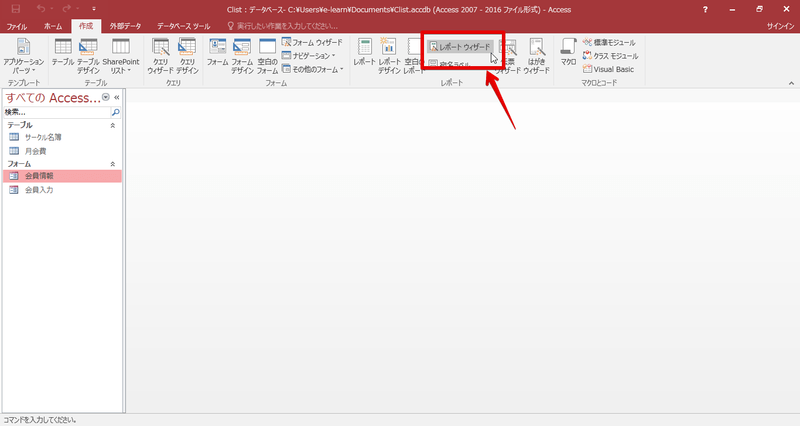 Clist : データベース- C:¥Users¥e-learn¥Documents¥Clist.accdb (Access 2007 - 2016 ファイル形式) - Access
?
ファイル ホーム 作成 外部データ データベース ツール 実行したい作業を入力してください。 サインイン
アプリケーション パーツ
テーブル
テーブル デザイン
SharePoint リスト
クエリ ウィザード
クエリ デザイン
フォーム
フォーム デザイン
空白の フォーム
フォーム ウィザード
ナビゲーション
その他のフォーム
レポート
レポート デザイン
空白の レポート
レポート ウィザード
宛名ラベル
伝票 ウィザード
はがき ウィザード
マクロ
標準モジュール
クラス モジュール
Visual Basic
テンプレート テーブル クエリ フォーム レポート マクロとコード
すべての Access...
検索...
テーブル
サークル名簿
月会費
フォーム
会員情報
会員入力
コマンドを入力してください。